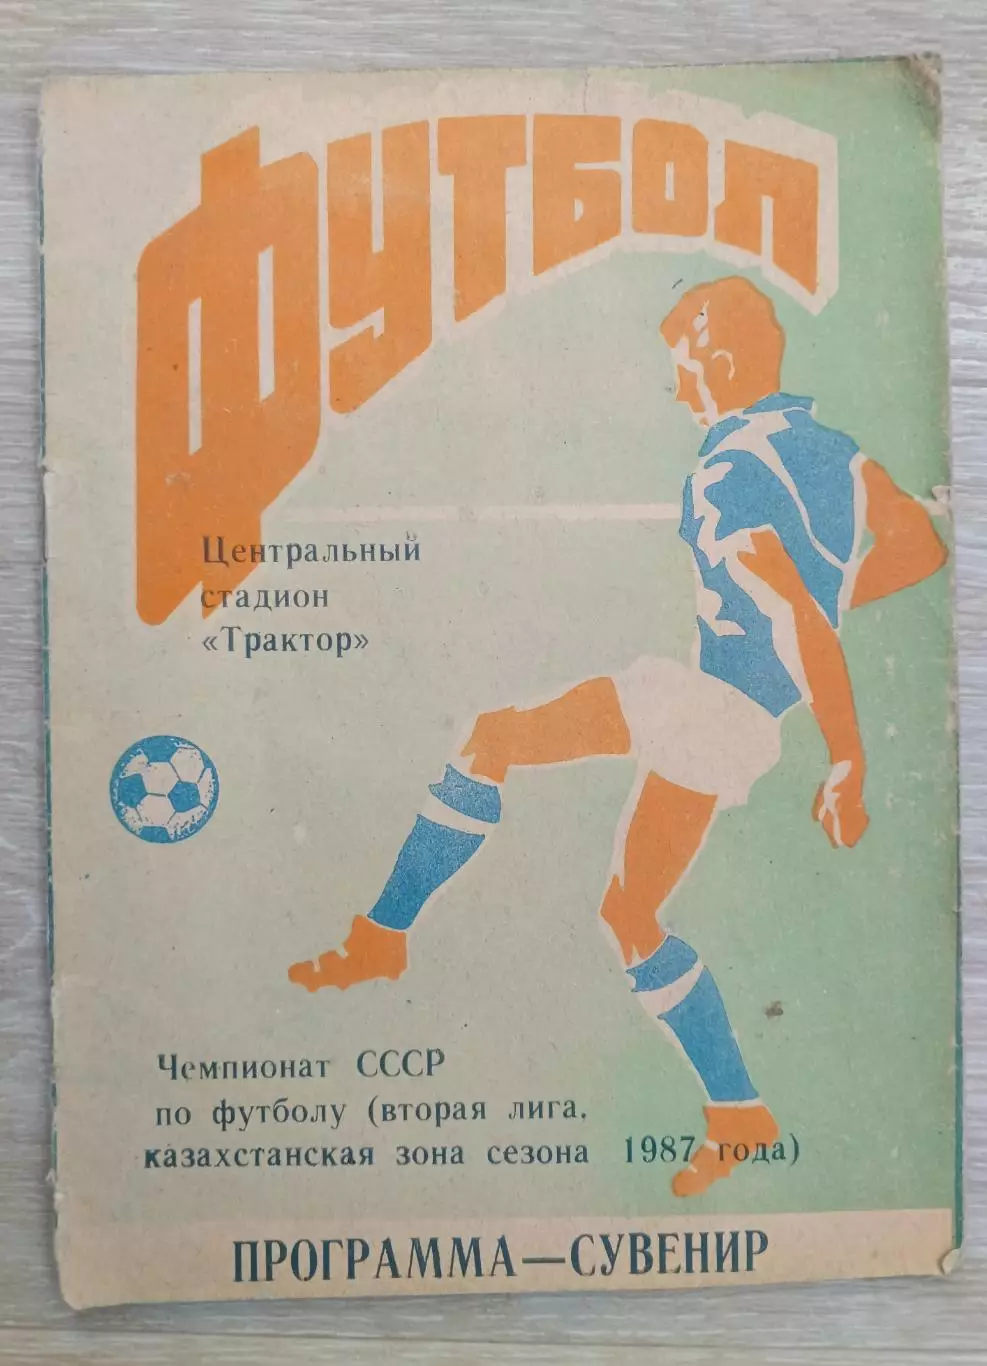 ФУТБОЛ
Центральный
стадион
«Трактор»
Чемпионат СССР
по футболу (вторая лига,
казахстанская зона сезона 1987 года)
ПРОГРАММА—СУВЕНИР